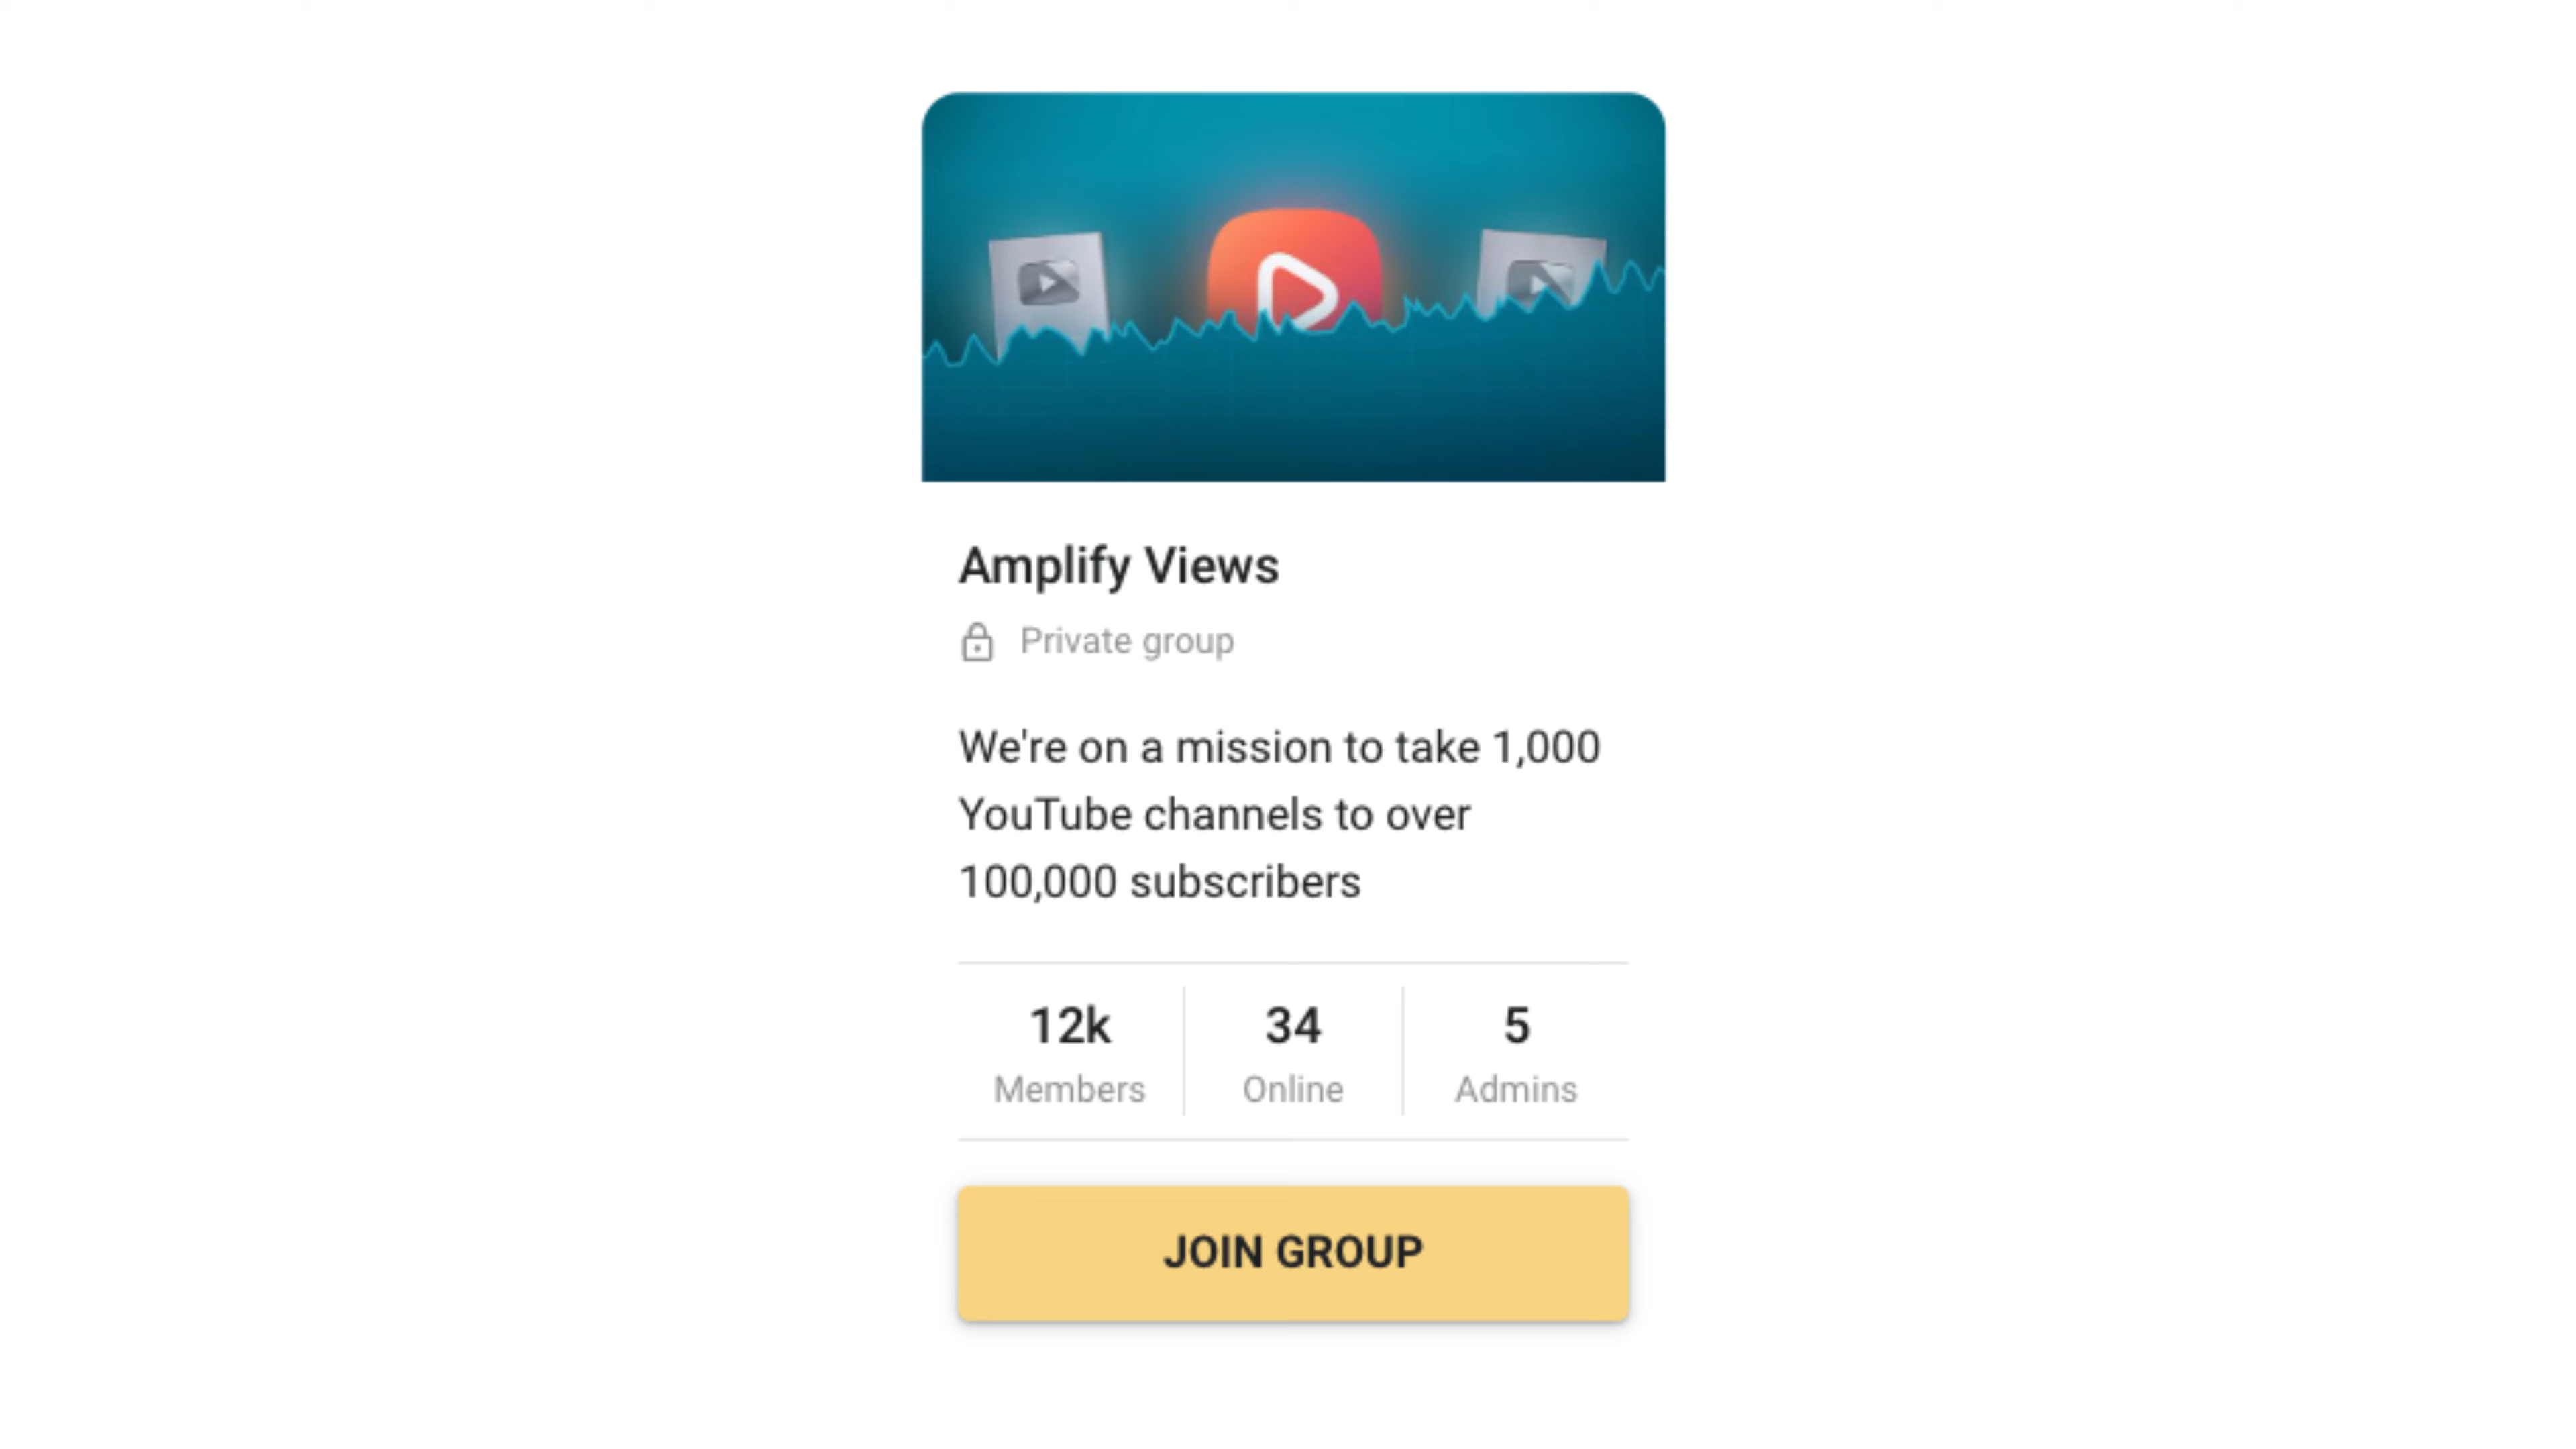 Amplify Views
Private group
We're on a mission to take 1,000
YouTube channels to over
100,000 subscribers
12k 34 5
Members Online Admins
JOIN GROUP